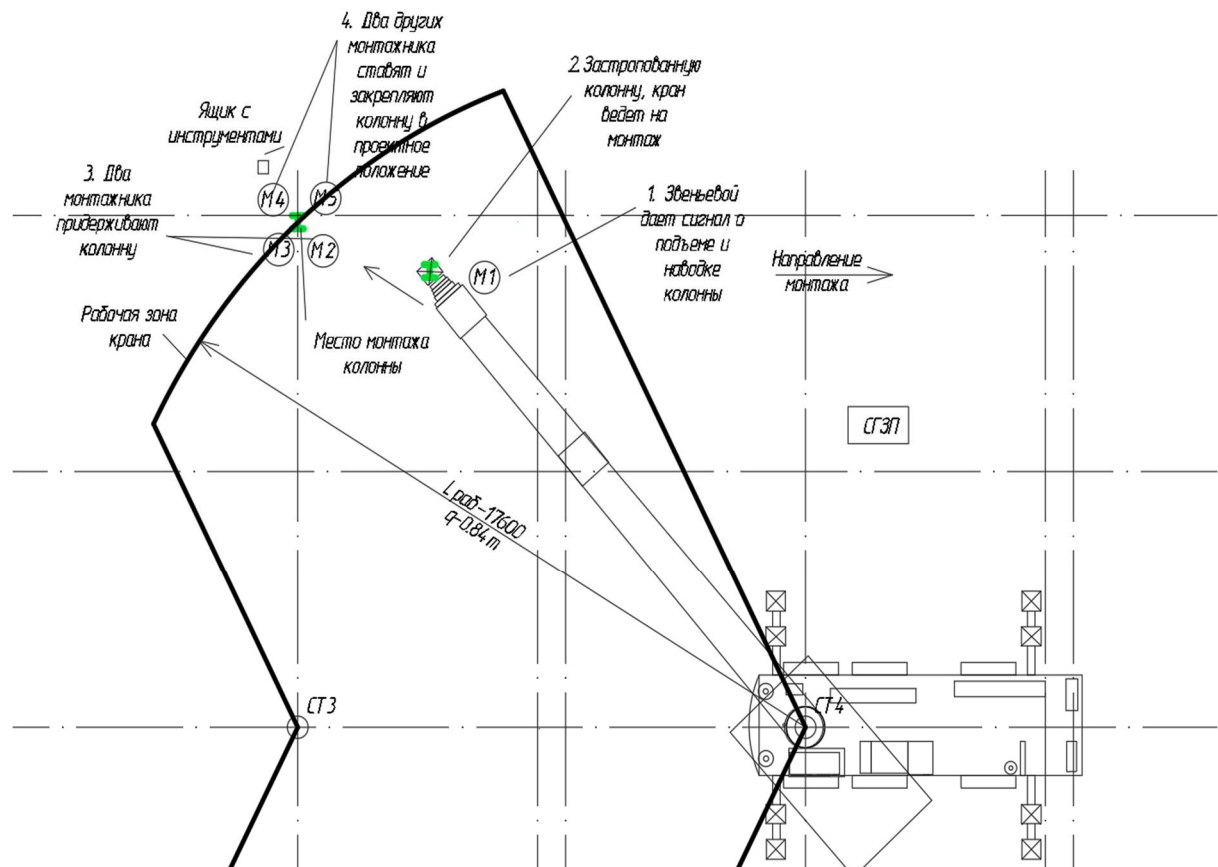 4. Два других
монтажника
ставят и
закрепляют
колонну в
проектное
положение
2. Застропованную
колонну, кран
ведет на
монтаж
Ящик с
инструментами
3. Два
монтажника
придерживают
колонну
М4
М5
М3
М2
М1
1. Звеньевой
дает сигнал о
подъеме и
наводке
колонны
Направление
монтажа
Рабочая зона
крана
Место монтажа
колонны
СГЗП
Lраб-17600
q-0.84т
СТ3
СТ4